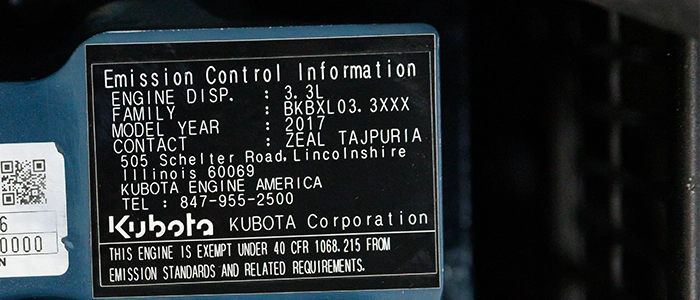 Emission Control Information
ENGINE DISP. : 3.3L
FAMILY : BKBXL03.3XXX
MODEL YEAR : 2017
CONTACT : ZEAL TAJPURIA
505 Schelter Road, Lincolnshire
Illinois 60069
KUBOTA ENGINE AMERICA
TEL : 847-955-2500
Kubota KUBOTA Corporation
THIS ENGINE IS EXEMPT UNDER 40 CFR 1068.215 FROM
EMISSION STANDARDS AND RELATED REQUIREMENTS.
6
0000
N